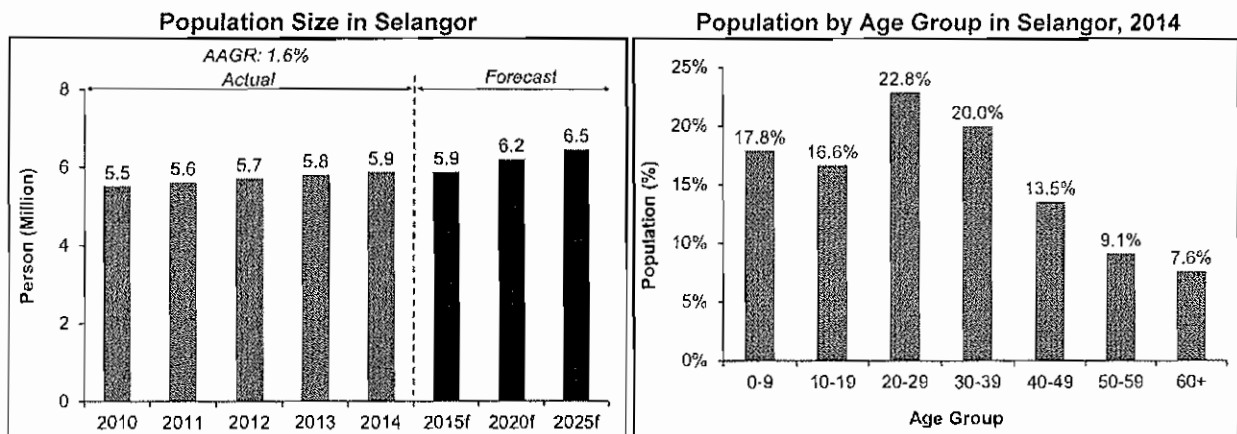 Population Size in Selangor
AAGR: 1.6%
Actual
Forecast
Person (Million)
8
6
4
2
0
5.5
5.6
5.7
5.8
5.9
5.9
6.2
6.5
2010 2011 2012 2013 2014 2015f 2020f 2025f
Population by Age Group in Selangor, 2014
Population (%)
25%
20%
15%
10%
5%
0%
17.8%
16.6%
22.8%
20.0%
13.5%
9.1%
7.6%
0-9 10-19 20-29 30-39 40-49 50-59 60+
Age Group